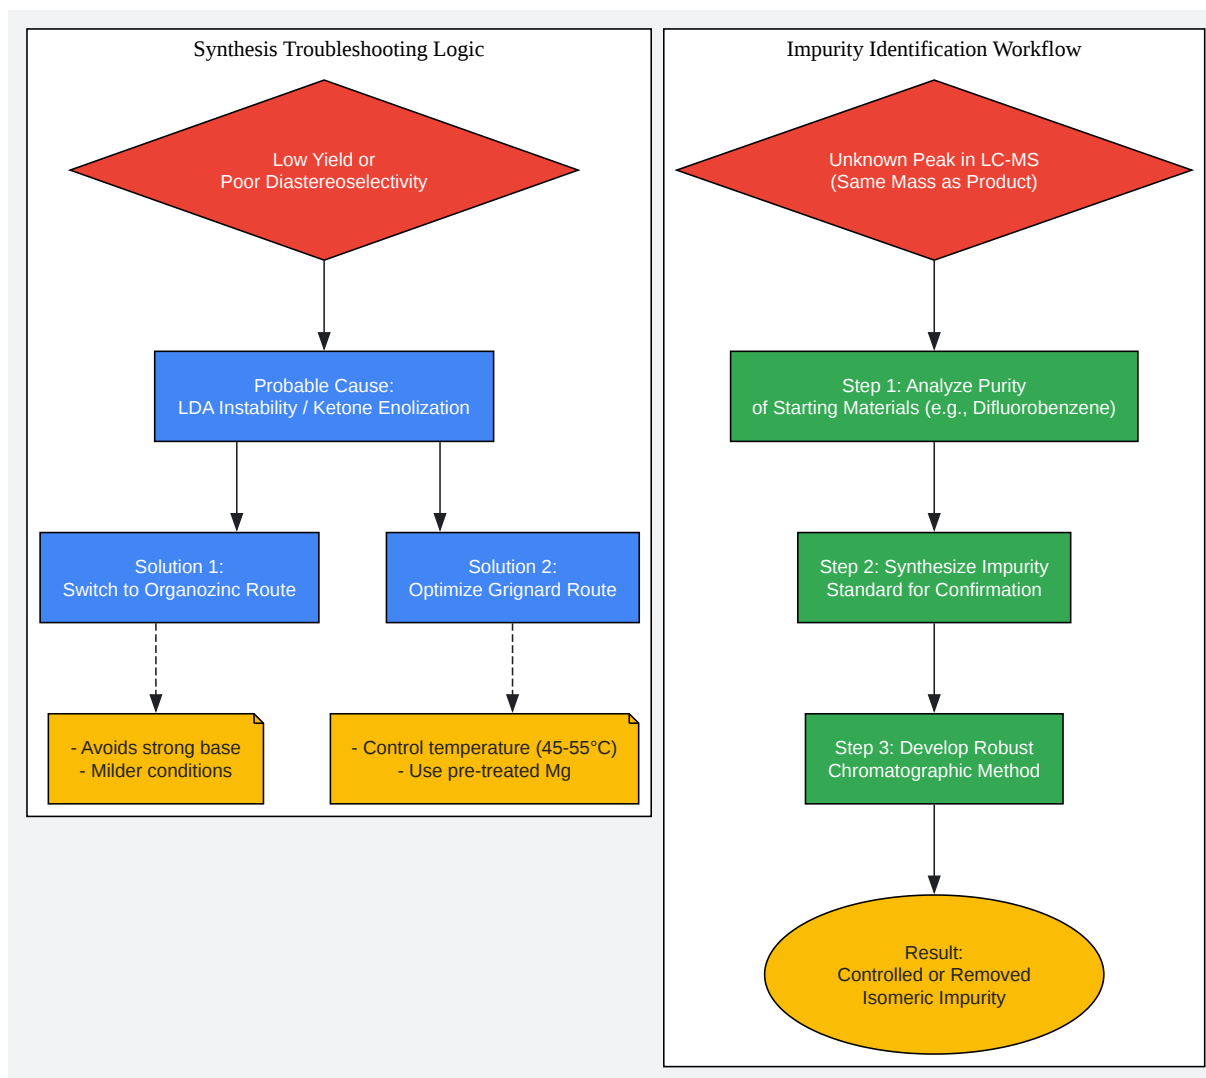 Synthesis Troubleshooting Logic
Low Yield or
Poor Diastereoselectivity
Probable Cause:
LDA Instability / Ketone Enolization
Solution 1:
Switch to Organozinc Route
Solution 2:
Optimize Grignard Route
- Avoids strong base
- Milder conditions
- Control temperature (45-55°C)
- Use pre-treated Mg
Impurity Identification Workflow
Unknown Peak in LC-MS
(Same Mass as Product)
Step 1: Analyze Purity
of Starting Materials (e.g., Difluorobenzene)
Step 2: Synthesize Impurity
Standard for Confirmation
Step 3: Develop Robust
Chromatographic Method
Result:
Controlled or Removed
Isomeric Impurity